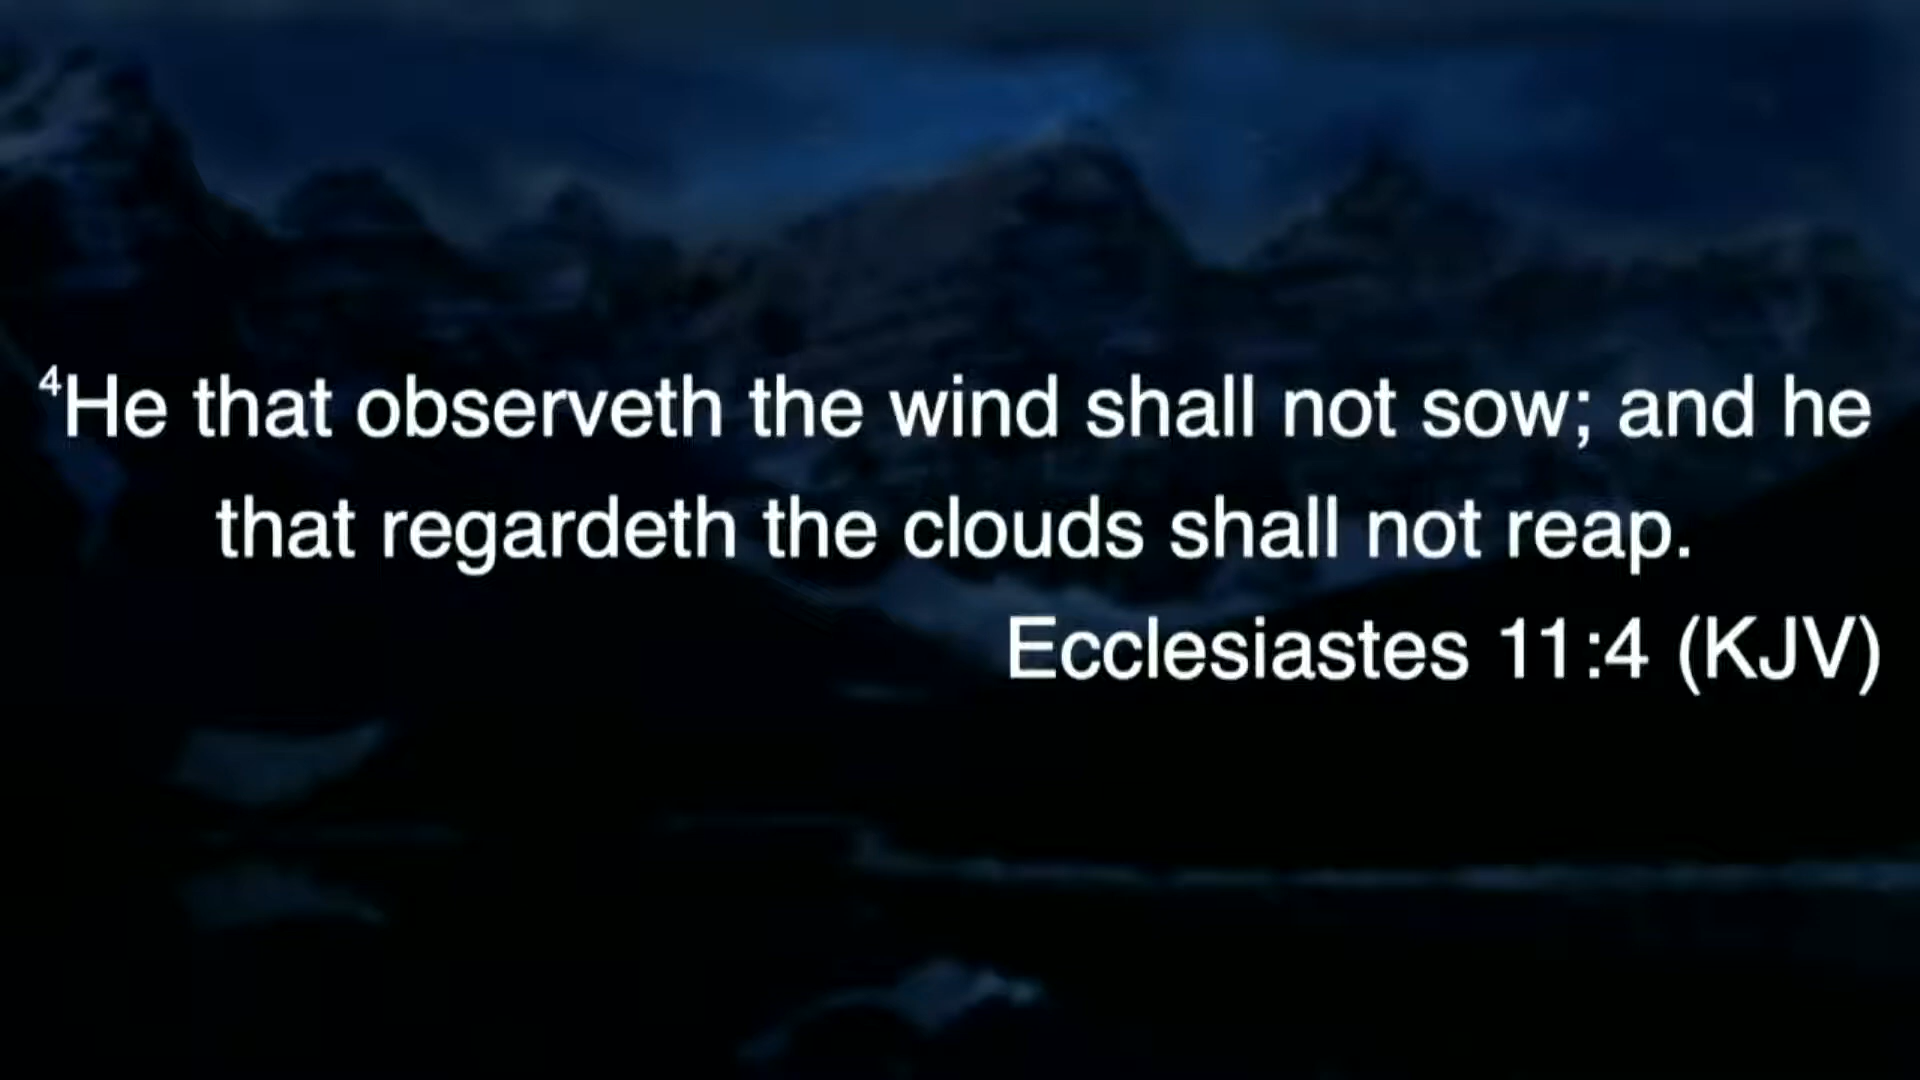 ⁴He that observeth the wind shall not sow; and he
that regardeth the clouds shall not reap.
Ecclesiastes 11:4 (KJV)